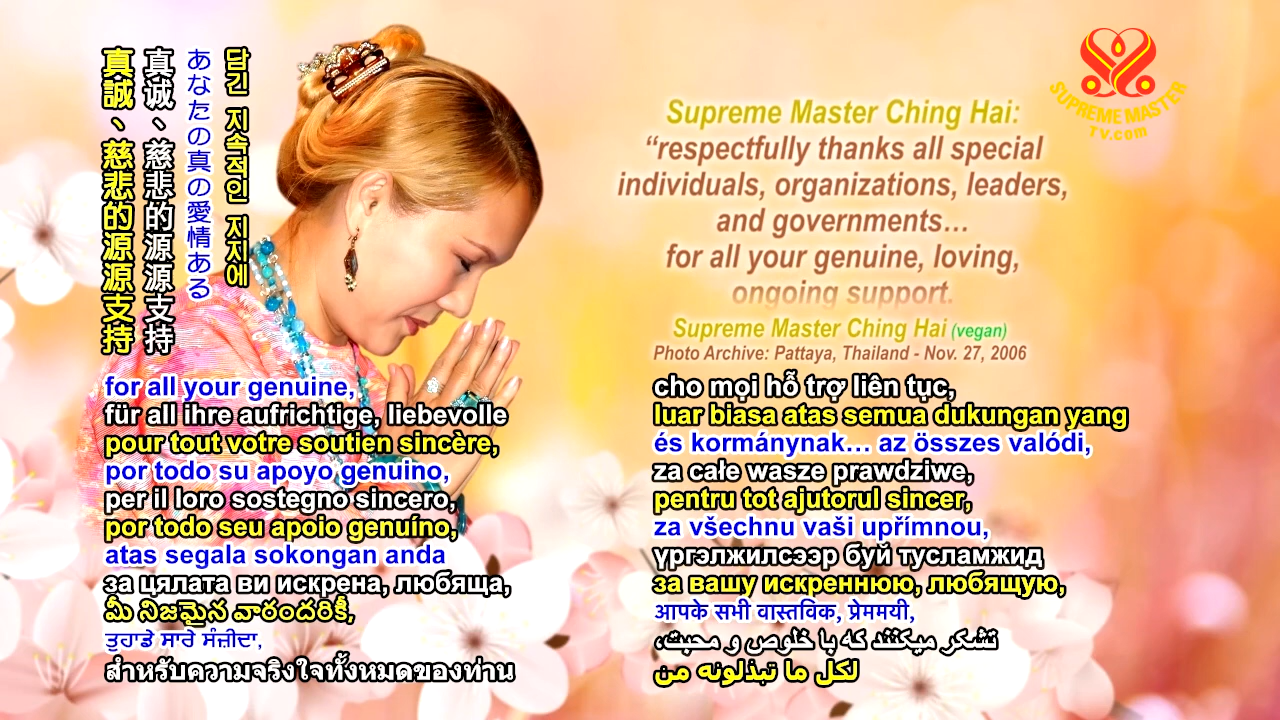 真誠、慈悲的源源支持
真诚、慈悲的源源支持
あなたの真の愛情ある
담긴 지속적인 지지에
SUPREME MASTER
TV.com
Supreme Master Ching Hai:
“respectfully thanks all special
individuals, organizations, leaders,
and governments…
for all your genuine, loving,
ongoing support.
Supreme Master Ching Hai (vegan)
Photo Archive: Pattaya, Thailand - Nov. 27, 2006
for all your genuine,
für all ihre aufrichtige, liebevolle
pour tout votre soutien sincère,
por todo su apoyo genuino,
per il loro sostegno sincero,
por todo seu apoio genuíno,
atas segala sokongan anda
за цялата ви искрена, любяща,
మీ నిజమైన వారందరికీ,
ਤੁਹਾਡੇ ਸਾਰੇ ਸੰਜ਼ੀਦਾ,
สำหรับความจริงใจทั้งหมดของท่าน
cho mọi hỗ trợ liên tục,
luar biasa atas semua dukungan yang
és kormánynak… az összes valódi,
za całe wasze prawdziwe,
pentru tot ajutorul sincer,
za všechnu vaši upřímnou,
үргэлжилсээр буй тусламжид
за вашу искреннюю, любящую,
आपके सभी वास्तविक, प्रेममयी,
تشکر میکنند که با خلوص و محبت،
لكل ما تبذلونه من